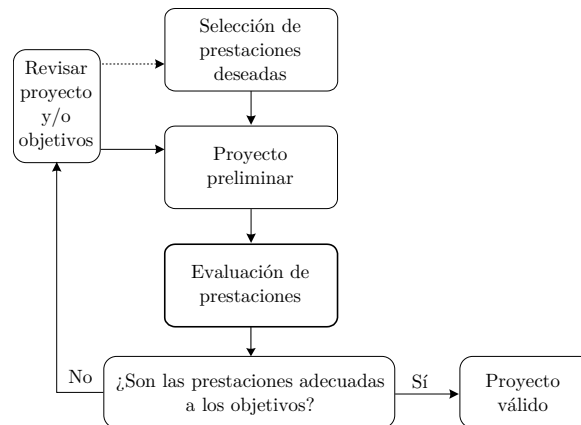 Selección de
prestaciones
deseadas
Revisar
proyecto
y/o
objetivos
Proyecto
preliminar
Evaluación de
prestaciones
No
¿Son las prestaciones adecuadas
a los objetivos?
Sí
Proyecto
válido